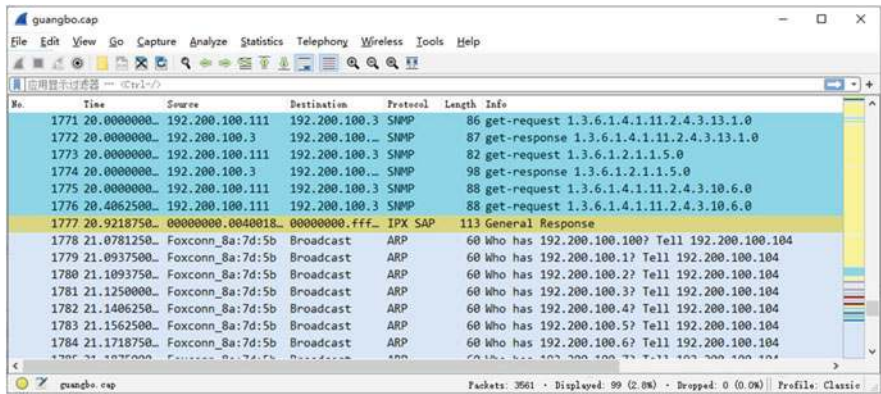 guangbo.cap
File Edit View Go Capture Analyze Statistics Telephony Wireless Tools Help
应用显示过滤器 … <Ctrl-/>
No. Time Source Destination Protocol Length Info
1771 20.0000000… 192.200.100.111 192.200.100.3 SNMP 86 get-request 1.3.6.1.4.1.11.2.4.3.13.1.0
1772 20.0000000… 192.200.100.3 192.200.100.… SNMP 87 get-response 1.3.6.1.4.1.11.2.4.3.13.1.0
1773 20.0000000… 192.200.100.111 192.200.100.3 SNMP 82 get-request 1.3.6.1.2.1.1.5.0
1774 20.0000000… 192.200.100.3 192.200.100.… SNMP 98 get-response 1.3.6.1.2.1.1.5.0
1775 20.0000000… 192.200.100.111 192.200.100.3 SNMP 88 get-request 1.3.6.1.4.1.11.2.4.3.10.6.0
1776 20.4062500… 192.200.100.111 192.200.100.3 SNMP 88 get-request 1.3.6.1.4.1.11.2.4.3.10.6.0
1777 20.9218750… 00000000.0040018… 00000000.fff… IPX SAP 113 General Response
1778 21.0781250… Foxconn_8a:7d:5b Broadcast ARP 60 Who has 192.200.100.100? Tell 192.200.100.104
1779 21.0937500… Foxconn_8a:7d:5b Broadcast ARP 60 Who has 192.200.100.1? Tell 192.200.100.104
1780 21.1093750… Foxconn_8a:7d:5b Broadcast ARP 60 Who has 192.200.100.2? Tell 192.200.100.104
1781 21.1250000… Foxconn_8a:7d:5b Broadcast ARP 60 Who has 192.200.100.3? Tell 192.200.100.104
1782 21.1406250… Foxconn_8a:7d:5b Broadcast ARP 60 Who has 192.200.100.4? Tell 192.200.100.104
1783 21.1562500… Foxconn_8a:7d:5b Broadcast ARP 60 Who has 192.200.100.5? Tell 192.200.100.104
1784 21.1718750… Foxconn_8a:7d:5b Broadcast ARP 60 Who has 192.200.100.6? Tell 192.200.100.104
guangbo.cap Packets: 3561 · Displayed: 99 (2.8%) · Dropped: 0 (0.0%) Profile: Classic